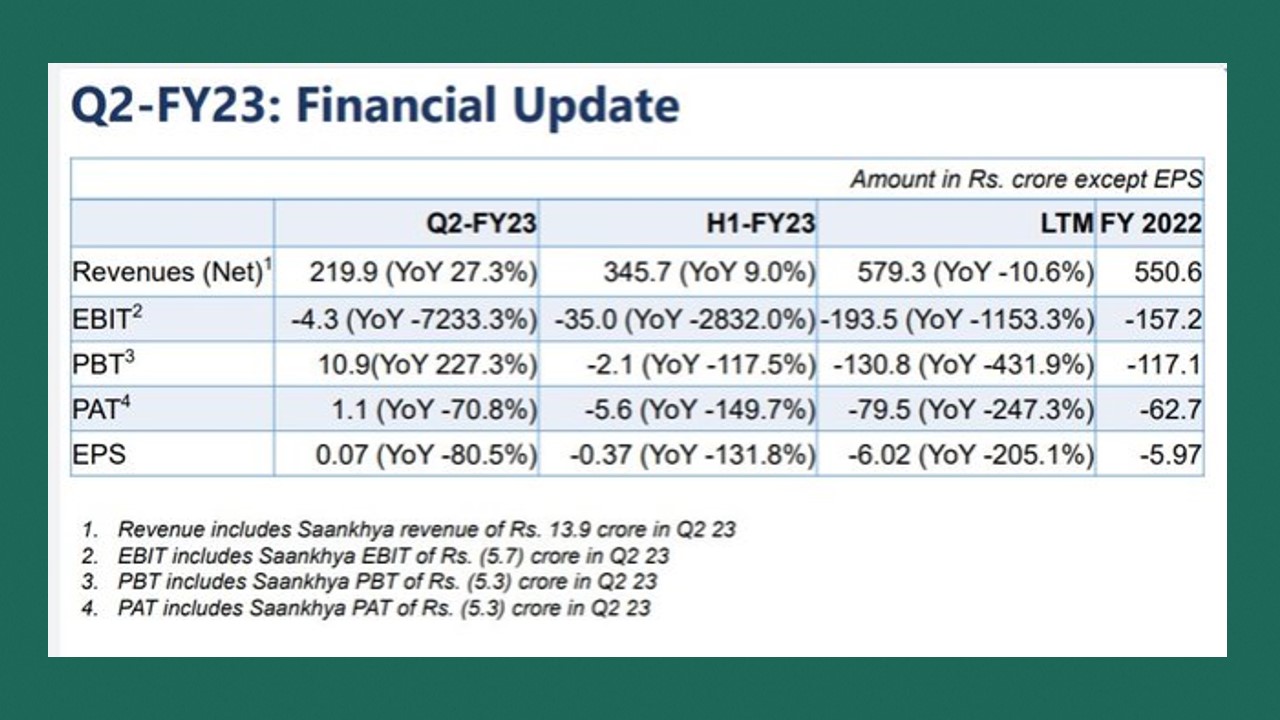 Q2-FY23: Financial Update
Amount in Rs. crore except EPS
Q2-FY23 H1-FY23 LTM FY 2022
Revenues (Net)¹ 219.9 (YoY 27.3%) 345.7 (YoY 9.0%) 579.3 (YoY -10.6%) 550.6
EBIT² -4.3 (YoY -7233.3%) -35.0 (YoY -2832.0%) -193.5 (YoY -1153.3%) -157.2
PBT³ 10.9(YoY 227.3%) -2.1 (YoY -117.5%) -130.8 (YoY -431.9%) -117.1
PAT⁴ 1.1 (YoY -70.8%) -5.6 (YoY -149.7%) -79.5 (YoY -247.3%) -62.7
EPS 0.07 (YoY -80.5%) -0.37 (YoY -131.8%) -6.02 (YoY -205.1%) -5.97
1. Revenue includes Saankhya revenue of Rs. 13.9 crore in Q2 23
2. EBIT includes Saankhya EBIT of Rs. (5.7) crore in Q2 23
3. PBT includes Saankhya PBT of Rs. (5.3) crore in Q2 23
4. PAT includes Saankhya PAT of Rs. (5.3) crore in Q2 23